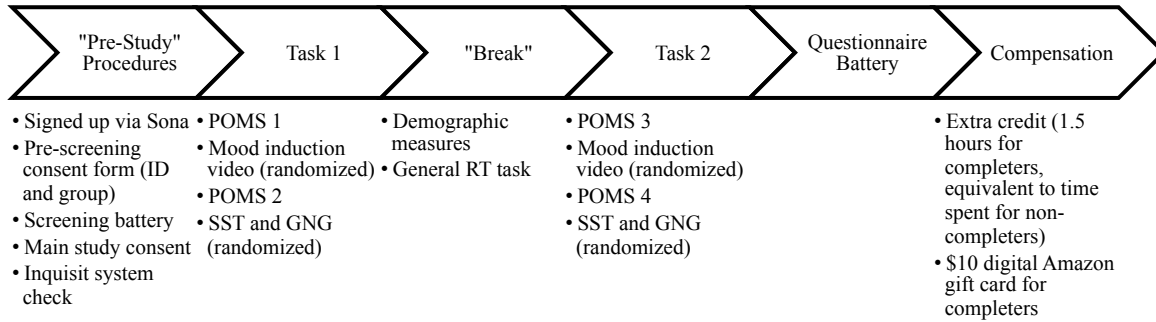 "Pre-Study"
Procedures
Task 1
"Break"
Task 2
Questionnaire
Battery
Compensation
• Signed up via Sona
• Pre-screening
consent form (ID
and group)
• Screening battery
• Main study consent
• Inquisit system
check
• POMS 1
• Mood induction
video (randomized)
• POMS 2
• SST and GNG
(randomized)
• Demographic
measures
• General RT task
• POMS 3
• Mood induction
video (randomized)
• POMS 4
• SST and GNG
(randomized)
• Extra credit (1.5
hours for
completers,
equivalent to time
spent for non-
completers)
• $10 digital Amazon
gift card for
completers